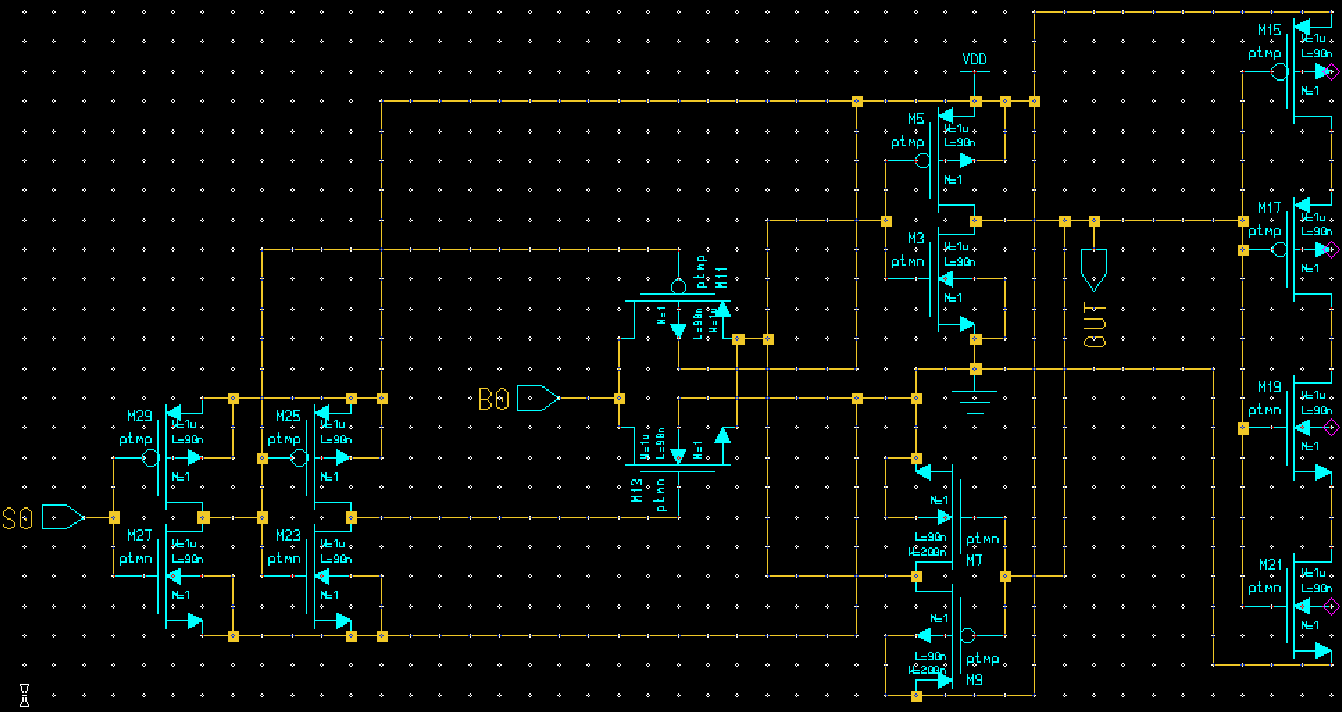 VDD
M15
W=1u
ptmp
L=90n
N=1
M5
W=1u
ptmp
L=90n
N=1
M17
W=1u
ptmp
L=90n
N=1
M3
W=1u
ptmn
L=90n
N=1
OUT
ptmp
M11
N=1
L=90n
W=1u
B0
M13
ptmn
W=1u
L=90n
N=1
M19
W=1u
ptmn
L=90n
N=1
M29
W=1u
ptmp
L=90n
N=1
M25
W=1u
ptmp
L=90n
N=1
S0
M27
W=1u
ptmn
L=90n
N=1
M23
W=1u
ptmn
L=90n
N=1
N=1
L=90n
W=200n
ptmn
M7
M21
W=1u
ptmn
L=90n
N=1
N=1
L=90n
W=200n
ptmp
M9